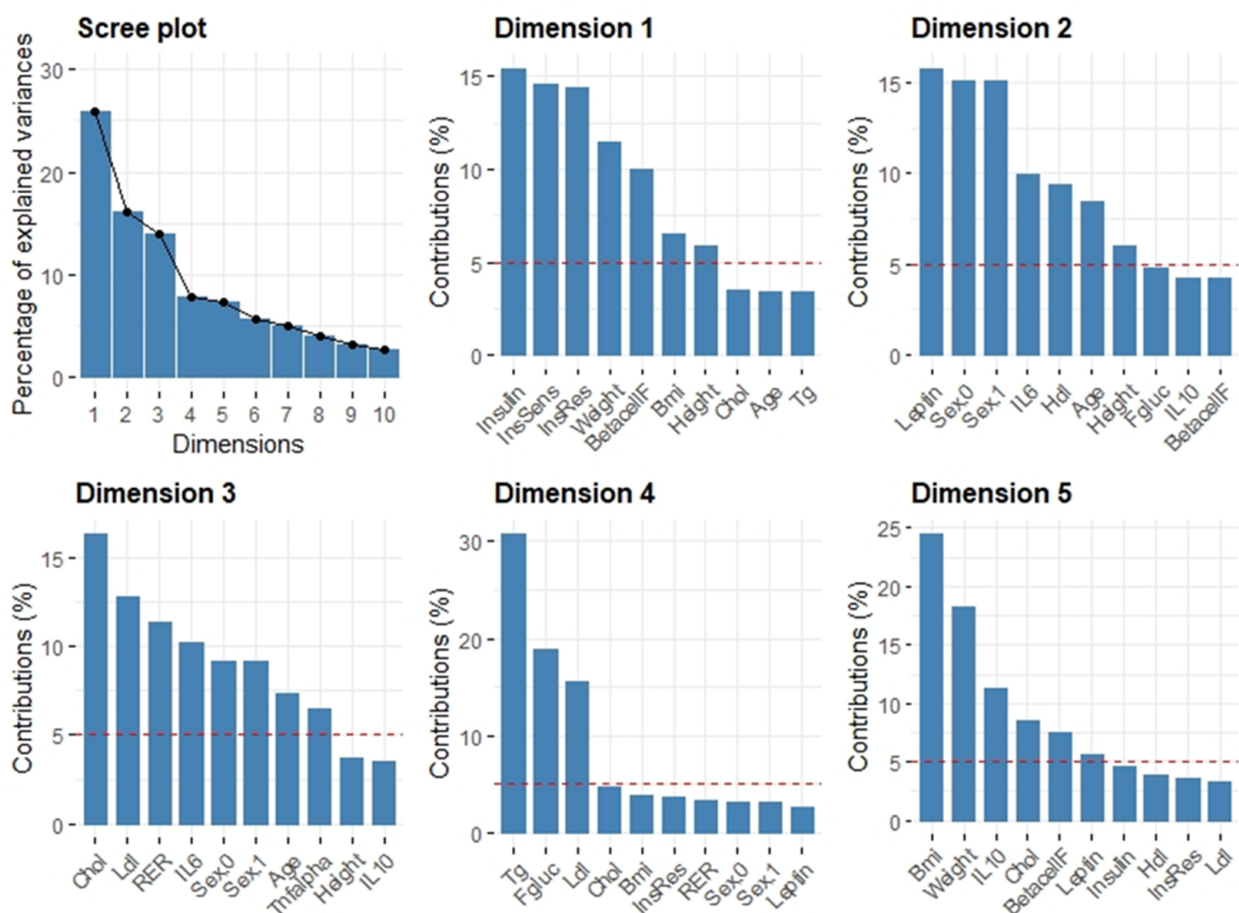 Scree plot
Percentage of explained variances
30
20
10
0
1 2 3 4 5 6 7 8 9 10
Dimensions
Dimension 1
Contributions (%)
15
10
5
0
Insulin InsSens InsRes Weight BetacellF Bmi Height Chol Age Tg
Dimension 2
Contributions (%)
15
10
5
0
Leptin Sex.0 Sex.1 IL6 Hdl Age Height Fgluc IL10 BetacellF
Dimension 3
Contributions (%)
15
10
5
0
Chol Ldl RER IL6 Sex.0 Sex.1 Age Tnfalpha Height IL10
Dimension 4
Contributions (%)
30
20
10
0
Tg Fgluc Ldl Chol Bmi InsRes RER Sex.0 Sex.1 Leptin
Dimension 5
Contributions (%)
25
20
15
10
5
0
Bmi Weight IL10 Chol BetacellF Leptin Insulin Hdl InsRes Ldl